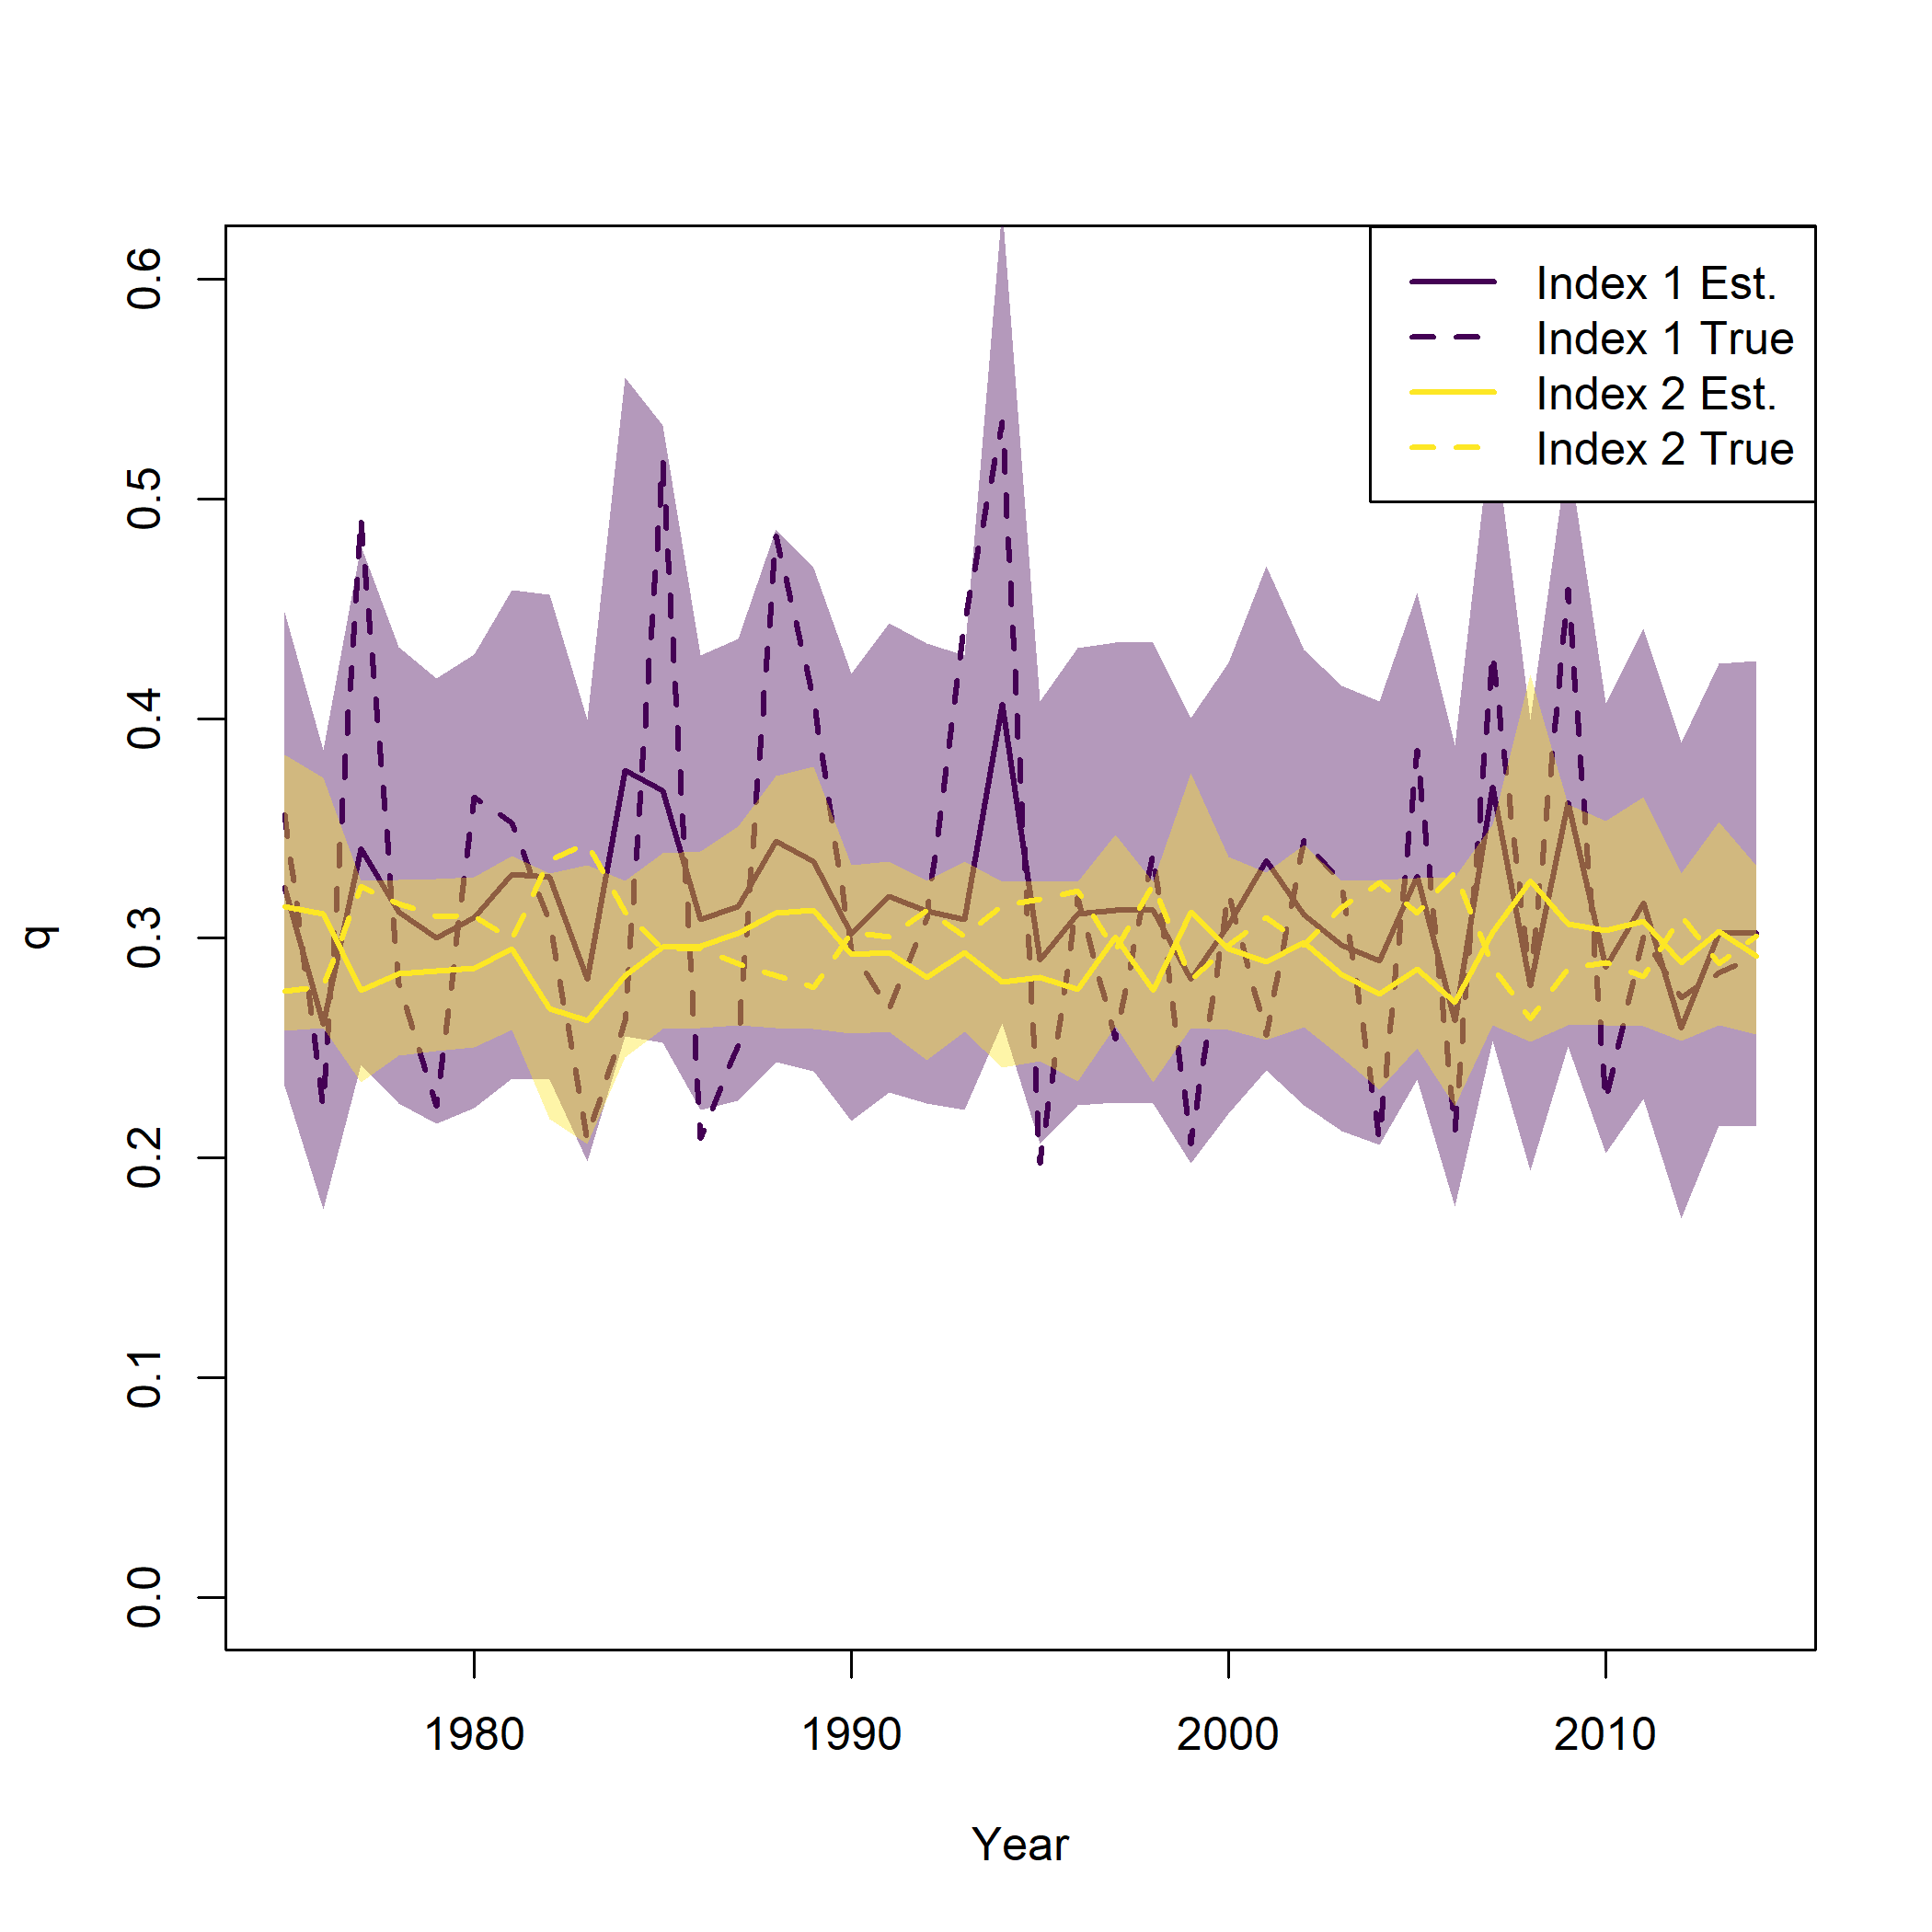 Index 1 Est.
Index 1 True
Index 2 Est.
Index 2 True
0.6
0.5
0.4
0.3
0.2
0.1
0.0
q
1980 1990 2000 2010
Year